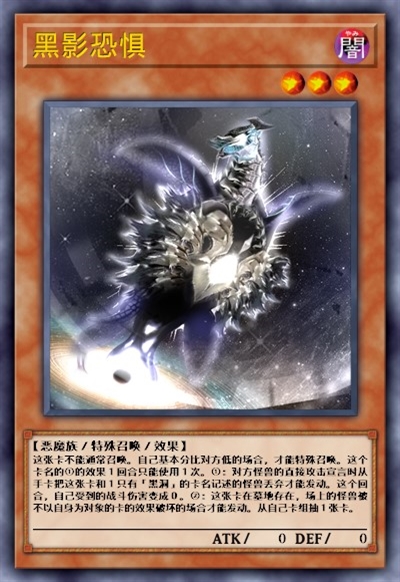 黑影恐惧
やみ
闇
【恶魔族／特殊召唤／效果】
这张卡不能通常召唤。自己基本分比对方低的场合，才能特殊召唤。这个
卡名的①的效果1回合只能使用1次。①：对方怪兽的直接攻击宣言时从
手卡把这张卡和1只有「黑洞」的卡名记述的怪兽丢弃才能发动。这个回
合，自己受到的战斗伤害变成0。②：这张卡在墓地存在，场上的怪兽被
不以自身为对象的卡的效果破坏的场合才能发动。从自己卡组抽1张卡。
ATK／ 0 DEF／ 0